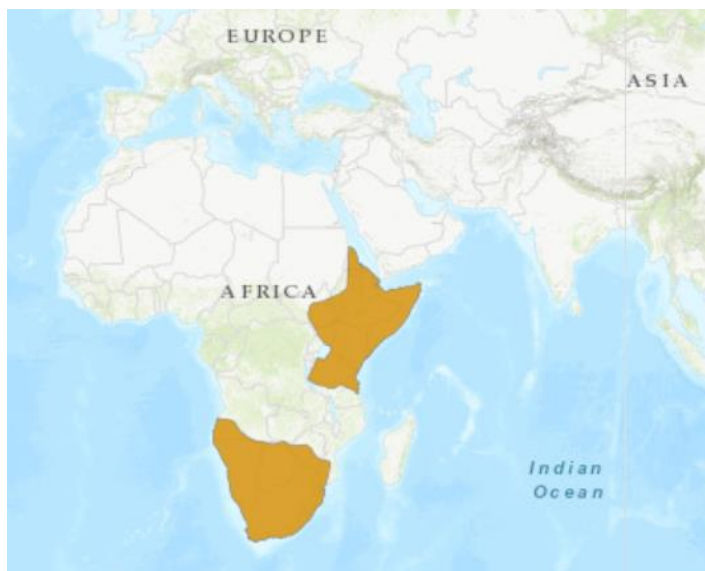 EUROPE
ASIA
AFRICA
Indian
Ocean